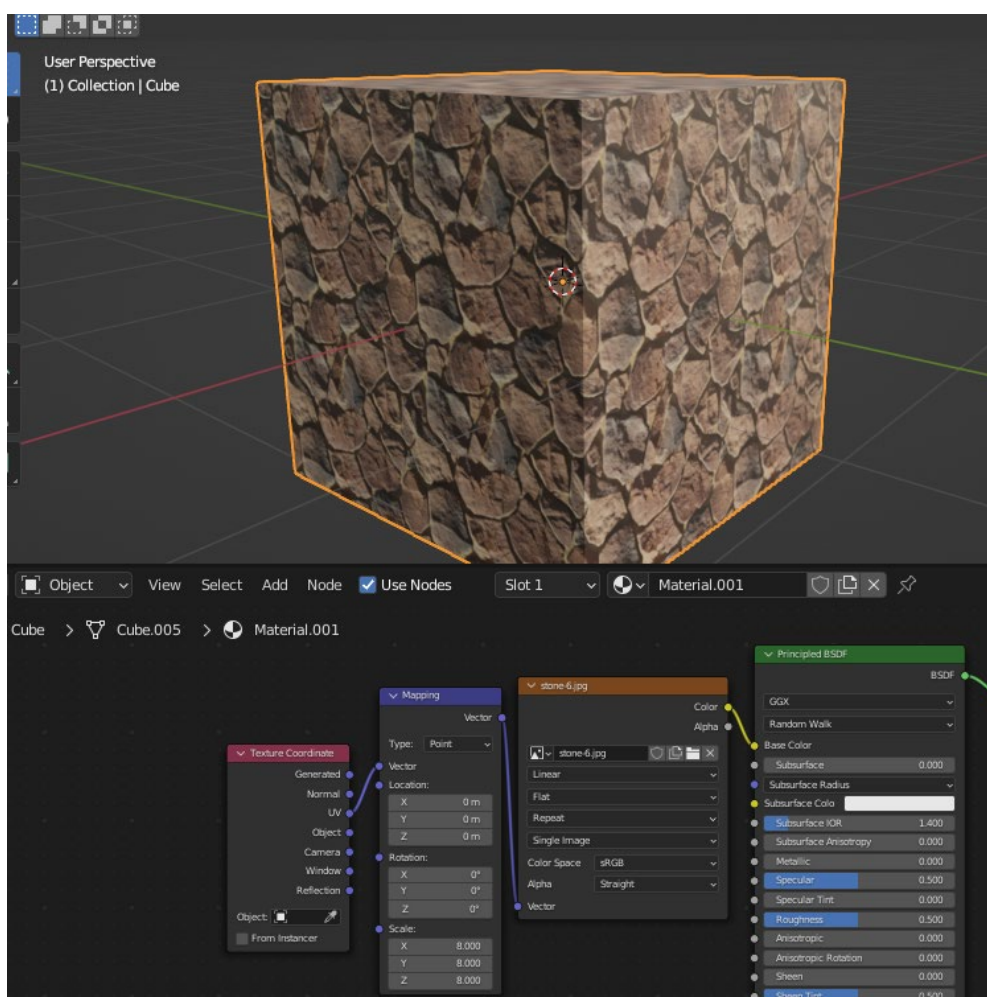 User Perspective
(1) Collection | Cube
Object View Select Add Node Use Nodes Slot 1 Material.001
Cube > Cube.005 > Material.001
Texture Coordinate
Generated
Normal
UV
Object
Camera
Window
Reflection
Object:
From Instancer
Mapping
Vector
Type: Point
Vector
Location:
X 0 m
Y 0 m
Z 0 m
Rotation:
X 0°
Y 0°
Z 0°
Scale:
X 8.000
Y 8.000
Z 8.000
stone-6.jpg
Color
Alpha
stone-6.jpg
Linear
Flat
Repeat
Single Image
Color Space sRGB
Alpha Straight
Vector
Principled BSDF
BSDF
GGX
Random Walk
Base Color
Subsurface 0.000
Subsurface Radius
Subsurface Colo
Subsurface IOR 1.400
Subsurface Anisotropy 0.000
Metallic 0.000
Specular 0.500
Specular Tint 0.000
Roughness 0.500
Anisotropic 0.000
Anisotropic Rotation 0.000
Sheen 0.000
Sheen Tint 0.500